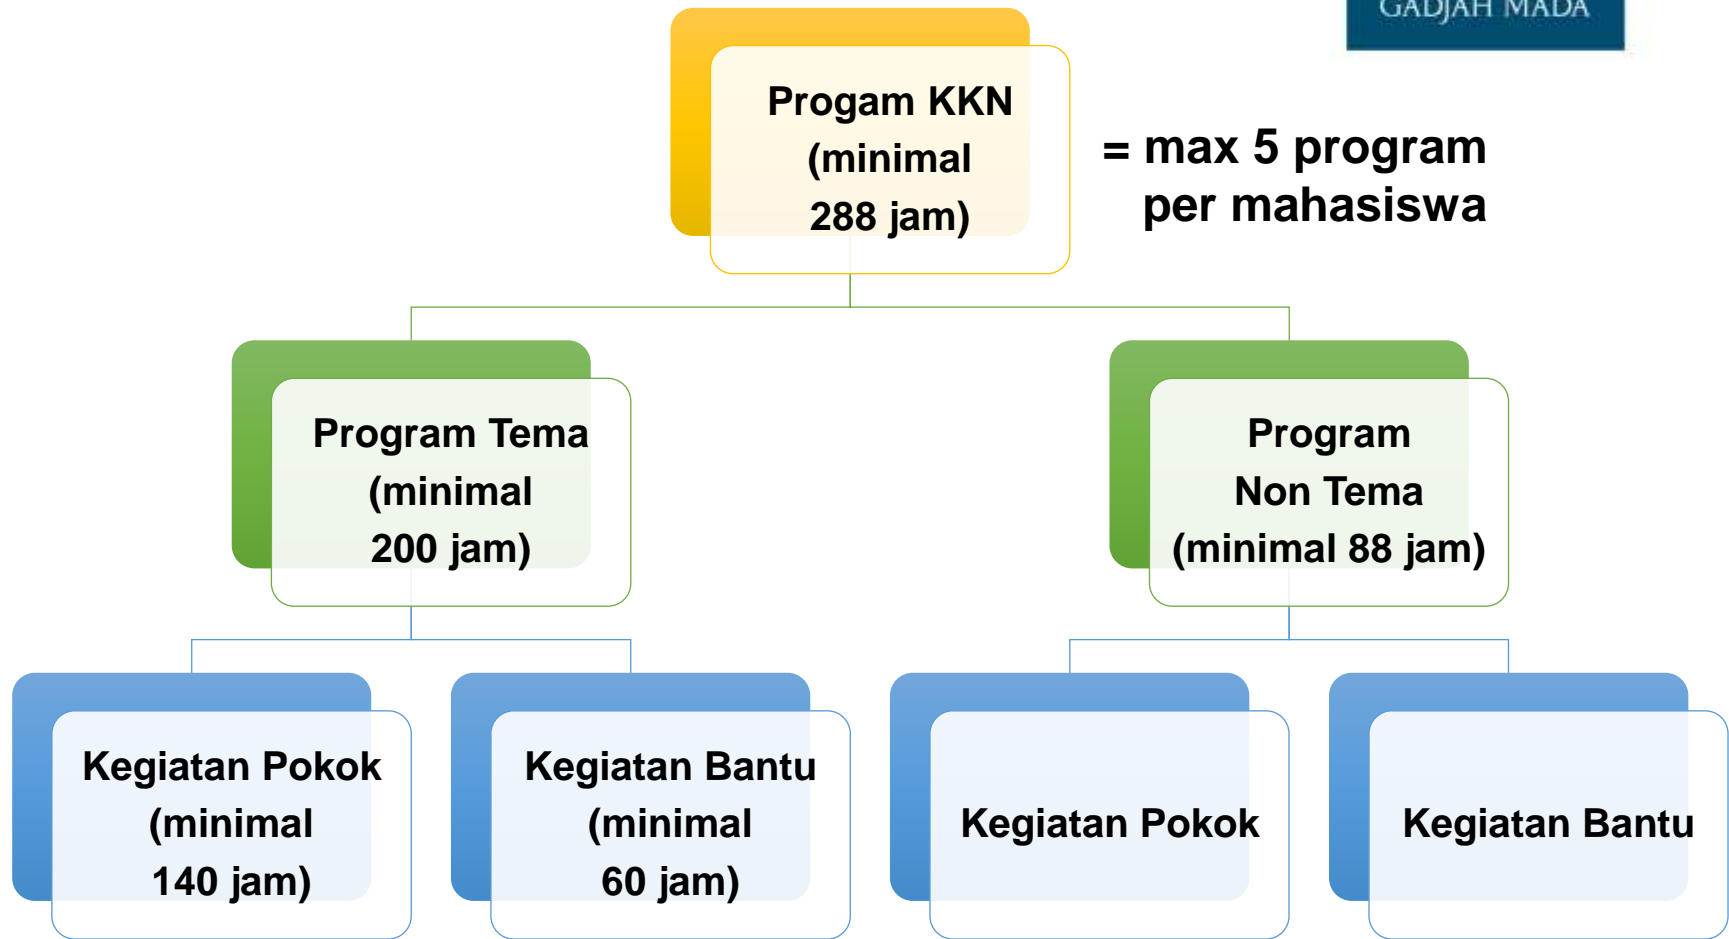 GADJAH MADA
Progam KKN
(minimal
288 jam)
= max 5 program
per mahasiswa
Program Tema
(minimal
200 jam)
Program
Non Tema
(minimal 88 jam)
Kegiatan Pokok
(minimal
140 jam)
Kegiatan Bantu
(minimal
60 jam)
Kegiatan Pokok
Kegiatan Bantu